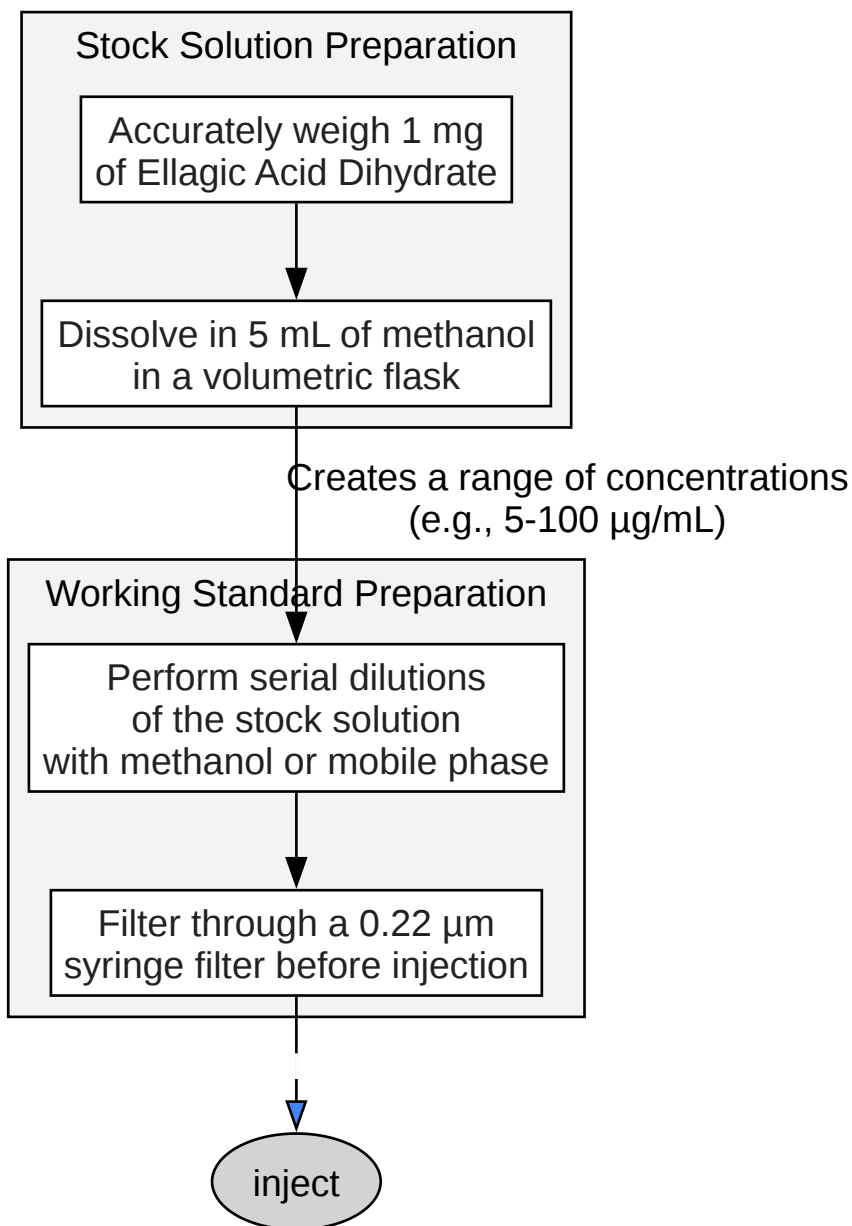 Stock Solution Preparation
Accurately weigh 1 mg
of Ellagic Acid Dihydrate
Dissolve in 5 mL of methanol
in a volumetric flask
Creates a range of concentrations
(e.g., 5-100 µg/mL)
Working Standard Preparation
Perform serial dilutions
of the stock solution
with methanol or mobile phase
Filter through a 0.22 µm
syringe filter before injection
inject